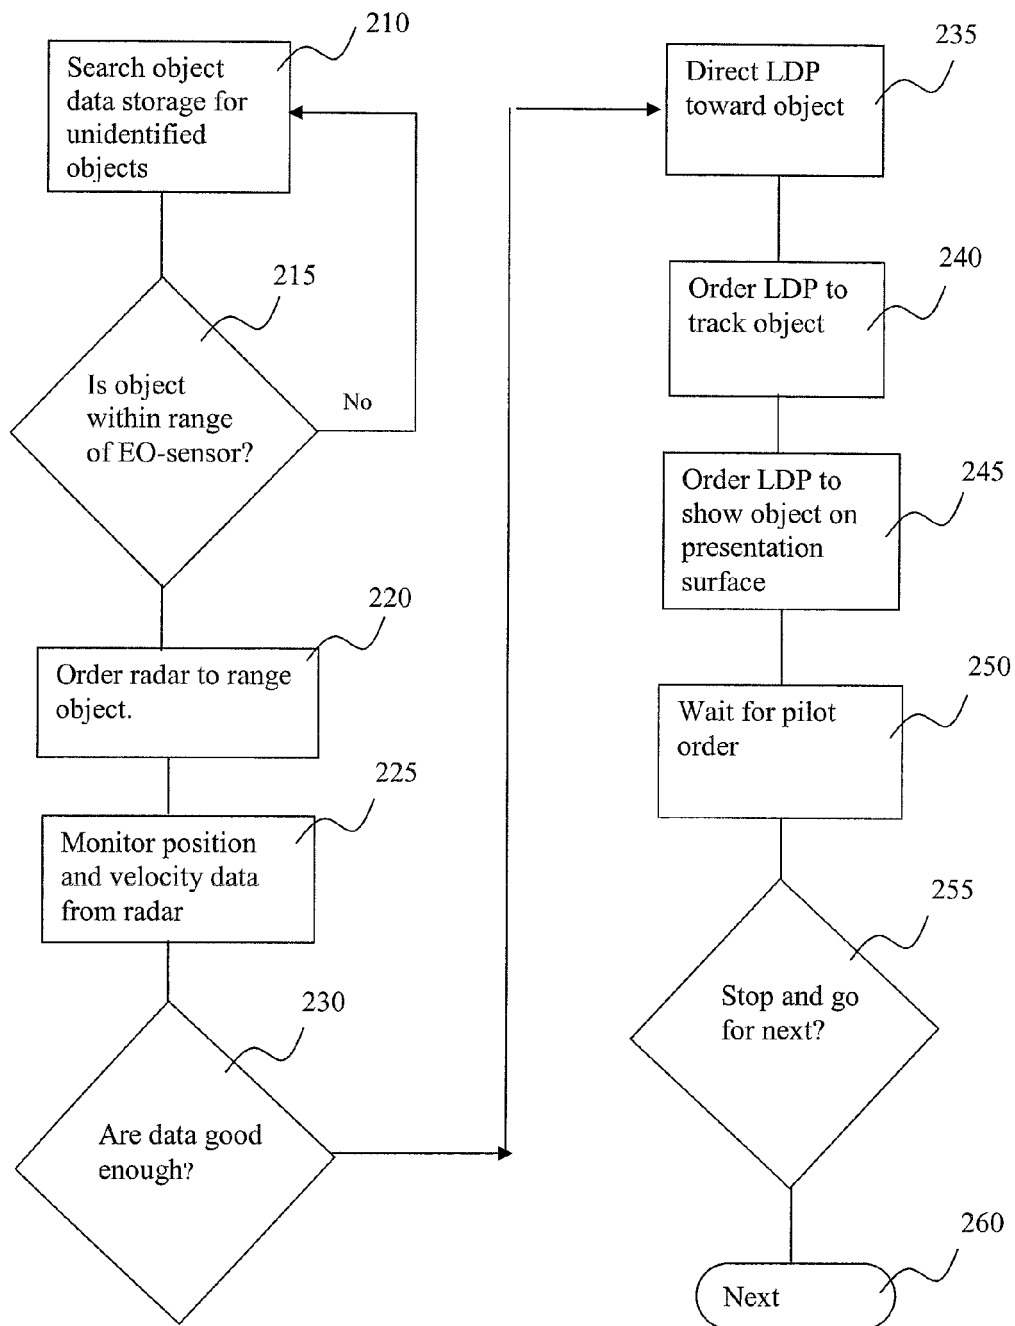 210
Search object
data storage for
unidentified
objects
215
Is object
within range
of EO-sensor?
No
220
Order radar to range
object.
225
Monitor position
and velocity data
from radar
230
Are data good
enough?
235
Direct LDP
toward object
240
Order LDP to
track object
245
Order LDP to
show object on
presentation
surface
250
Wait for pilot
order
255
Stop and go
for next?
260
Next